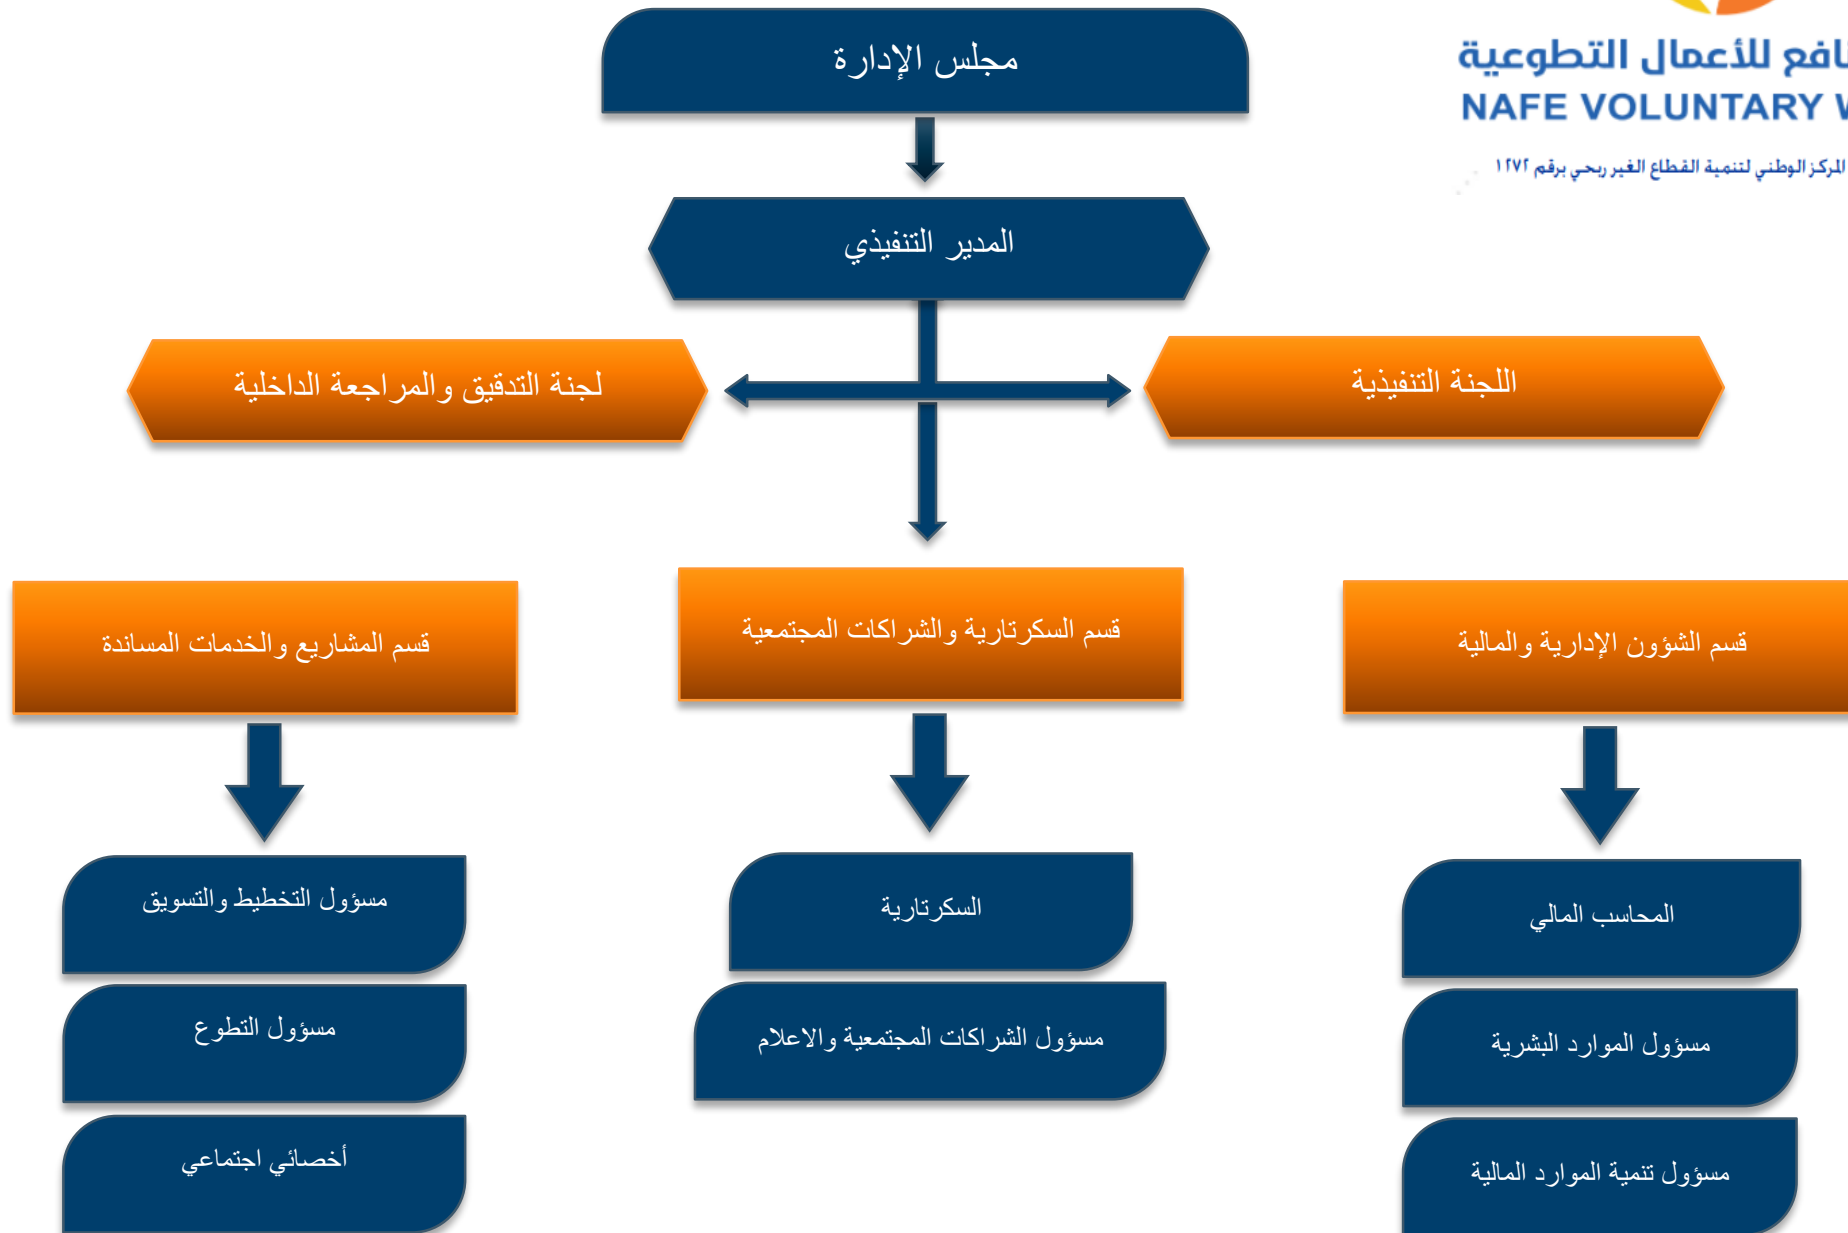 مجلس الإدارة
للأعمال التطوعية
NAFE VOLUNTARY
المركز الوطني لتنمية القطاع الغير ربحي برقم ١٢٧٢
المدير التنفيذي
اللجنة التنفيذية
لجنة التدقيق والمراجعة الداخلية
قسم الشؤون الإدارية والمالية
قسم السكرتارية والشراكات المجتمعية
قسم المشاريع والخدمات المساندة
المحاسب المالي
مسؤول الموارد البشرية
مسؤول تنمية الموارد المالية
السكرتارية
مسؤول الشراكات المجتمعية والاعلام
مسؤول التخطيط والتسويق
مسؤول التطوع
أخصائي اجتماعي